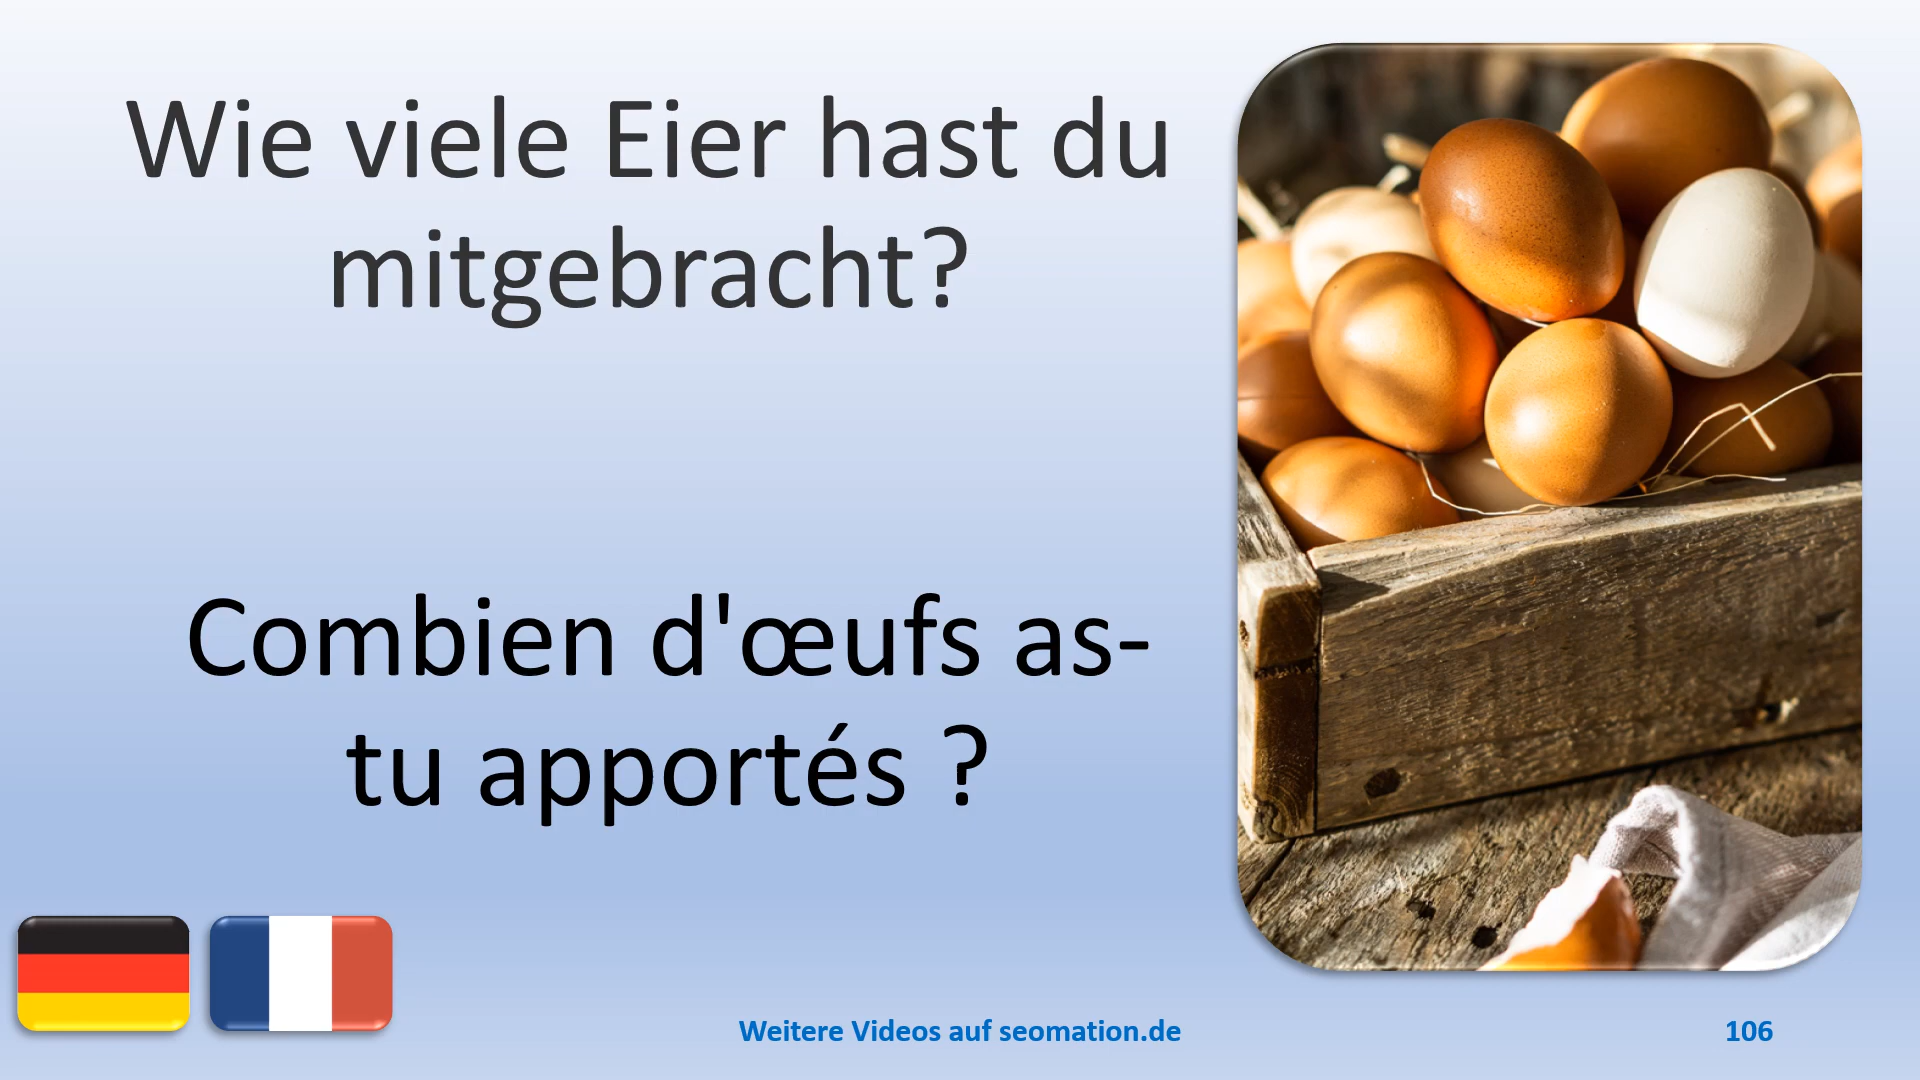 Wie viele Eier hast du
mitgebracht?
Combien d'œufs as-
tu apportés ?
Weitere Videos auf seomation.de
106